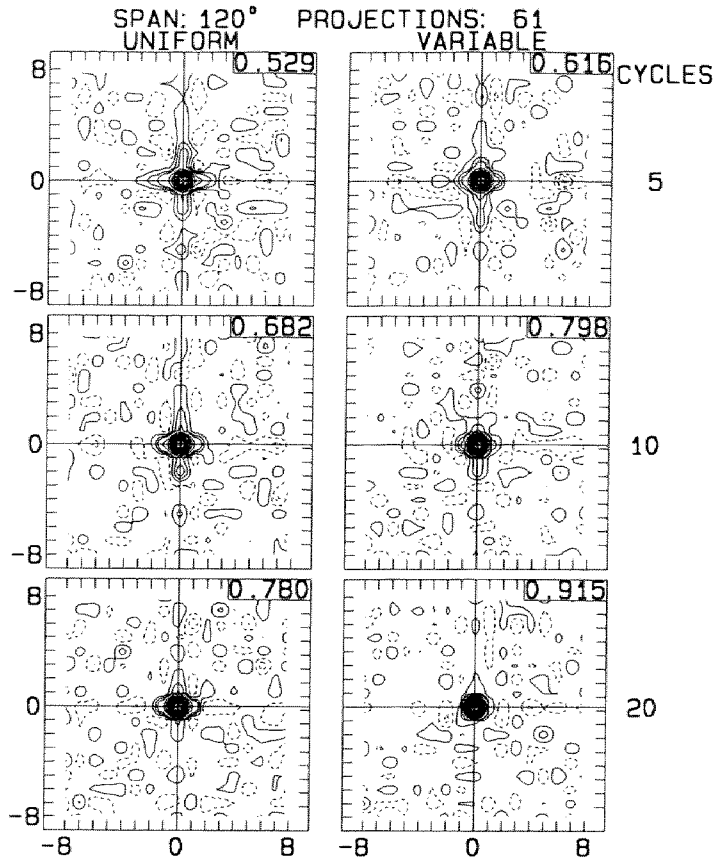 SPAN: 120° PROJECTIONS: 61
UNIFORM VARIABLE
8 0.529 0.616 CYCLES
0 5
-8
8 0.682 0.798
0 10
-8
8 0.780 0.915
0 20
-8
-8 0 8 -8 0 8